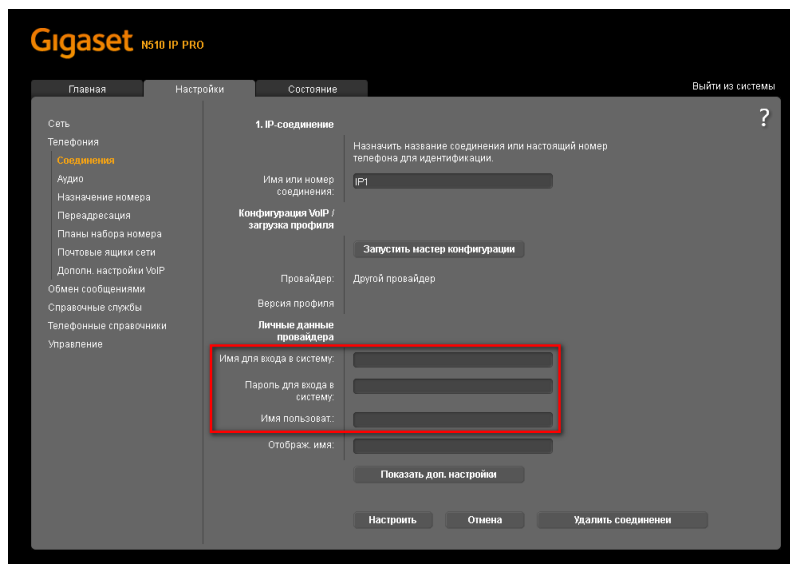 Gigaset N510 IP PRO
Главная Настройки Состояние Выйти из системы
?
Сеть
Телефония
Соединения
Аудио
Назначение номера
Переадресация
Планы набора номера
Почтовые ящики сети
Дополн. настройки VoIP
Обмен сообщениями
Справочные службы
Телефонные справочники
Управление
1. IP-соединение
Назначить название соединения или настоящий номер
телефона для идентификации.
Имя или номер
соединения:
IP1
Конфигурация VoIP /
загрузка профиля
Запустить мастер конфигурации
Провайдер: Другой провайдер
Версия профиля
Личные данные
провайдера
Имя для входа в систему:
Пароль для входа в
систему:
Имя пользоват.:
Отображ. имя:
Показать доп. настройки
Настроить Отмена Удалить соединенеи